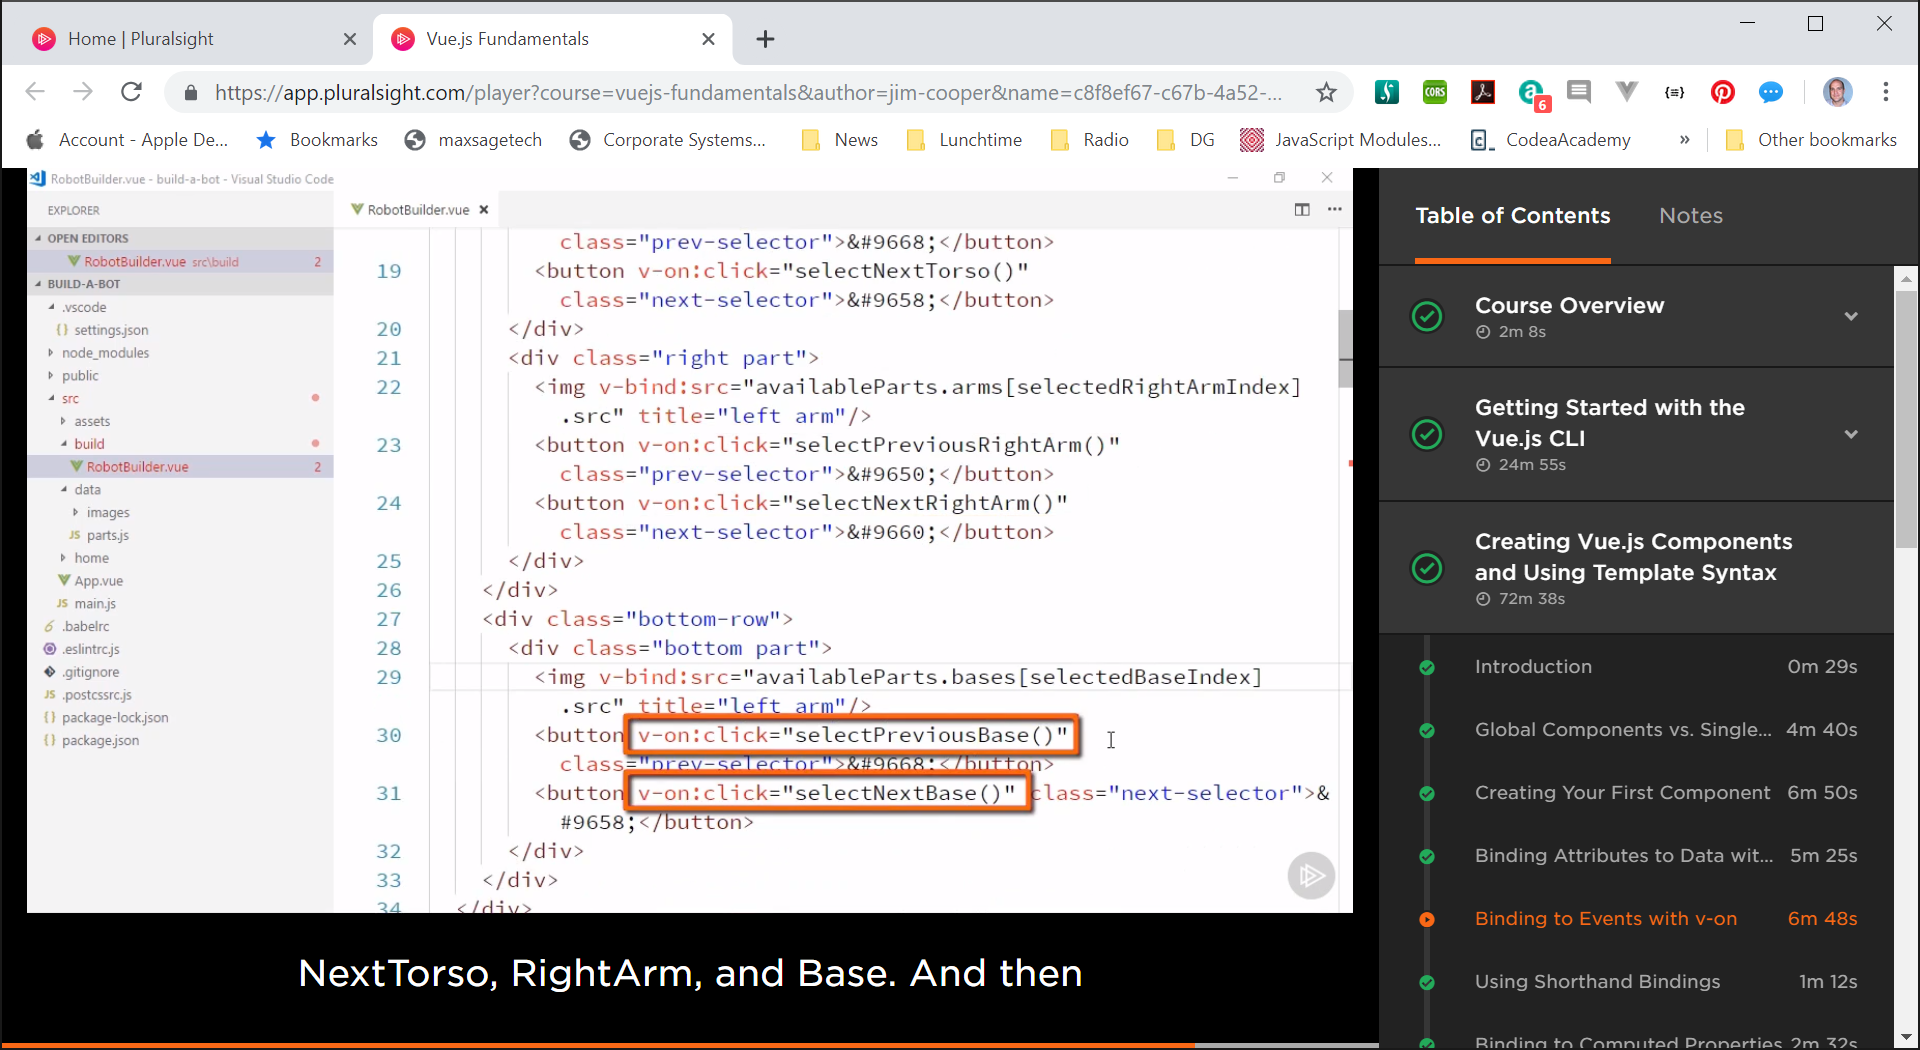 Home | Pluralsight
Vue.js Fundamentals
https://app.pluralsight.com/player?course=vuejs-fundamentals&author=jim-cooper&name=c8f8ef67-c67b-4a52-...
CORS
6
{≡}
Account - Apple De...
Bookmarks
maxsagetech
Corporate Systems...
News
Lunchtime
Radio
DG
JavaScript Modules...
CodeaAcademy
»
Other bookmarks
RobotBuilder.vue - build-a-bot - Visual Studio Code
EXPLORER
RobotBuilder.vue
OPEN EDITORS
RobotBuilder.vue src\build 2
BUILD-A-BOT
.vscode
{} settings.json
node_modules
public
src
assets
build
RobotBuilder.vue 2
data
images
JS parts.js
home
App.vue
JS main.js
.babelrc
.eslintrc.js
.gitignore
JS .postcssrc.js
{} package-lock.json
{} package.json
class="prev-selector">&#9668;</button>
19 <button v-on:click="selectNextTorso()"
class="next-selector">&#9658;</button>
20 </div>
21 <div class="right part">
22 <img v-bind:src="availableParts.arms[selectedRightArmIndex]
.src" title="left arm"/>
23 <button v-on:click="selectPreviousRightArm()"
class="prev-selector">&#9650;</button>
24 <button v-on:click="selectNextRightArm()"
class="next-selector">&#9660;</button>
25 </div>
26 </div>
27 <div class="bottom-row">
28 <div class="bottom part">
29 <img v-bind:src="availableParts.bases[selectedBaseIndex]
.src" title="left arm"/>
30 <button v-on:click="selectPreviousBase()"
class="prev-selector">&#9668;</button>
31 <button v-on:click="selectNextBase()" class="next-selector">&
#9658;</button>
32 </div>
33 </div>
34 </div>
NextTorso, RightArm, and Base. And then
Table of Contents
Notes
Course Overview
2m 8s
Getting Started with the
Vue.js CLI
24m 55s
Creating Vue.js Components
and Using Template Syntax
72m 38s
Introduction 0m 29s
Global Components vs. Single... 4m 40s
Creating Your First Component 6m 50s
Binding Attributes to Data wit... 5m 25s
Binding to Events with v-on 6m 48s
Using Shorthand Bindings 1m 12s
Binding to Computed Properties 2m 32s